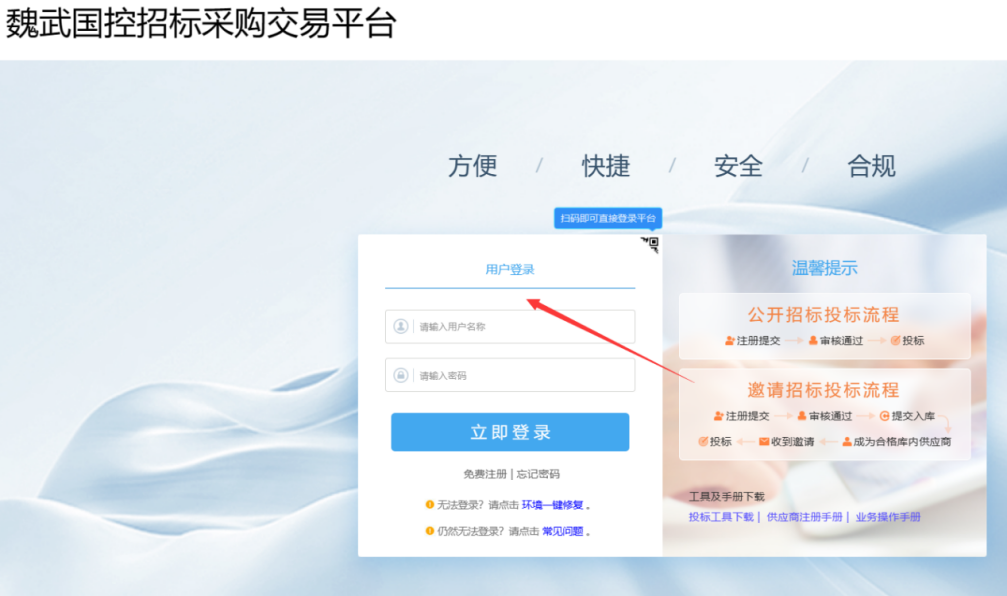 魏武国控招标采购交易平台
方便 / 快捷 / 安全 / 合规
扫码即可直接登录平台
用户登录
请输入用户名称
请输入密码
立即登录
免费注册 | 忘记密码
无法登录？请点击 环境一键修复 。
仍然无法登录？请点击 常见问题 。
温馨提示
公开招标投标流程
注册提交 审核通过 投标
邀请招标投标流程
注册提交 审核通过 提交入库
投标 收到邀请 成为合格库内供应商
工具及手册下载
投标工具下载 | 供应商注册手册 | 业务操作手册